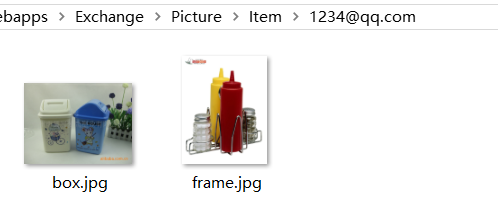 ebapps > Exchange > Picture > Item > 1234@qq.com
box.jpg
frame.jpg